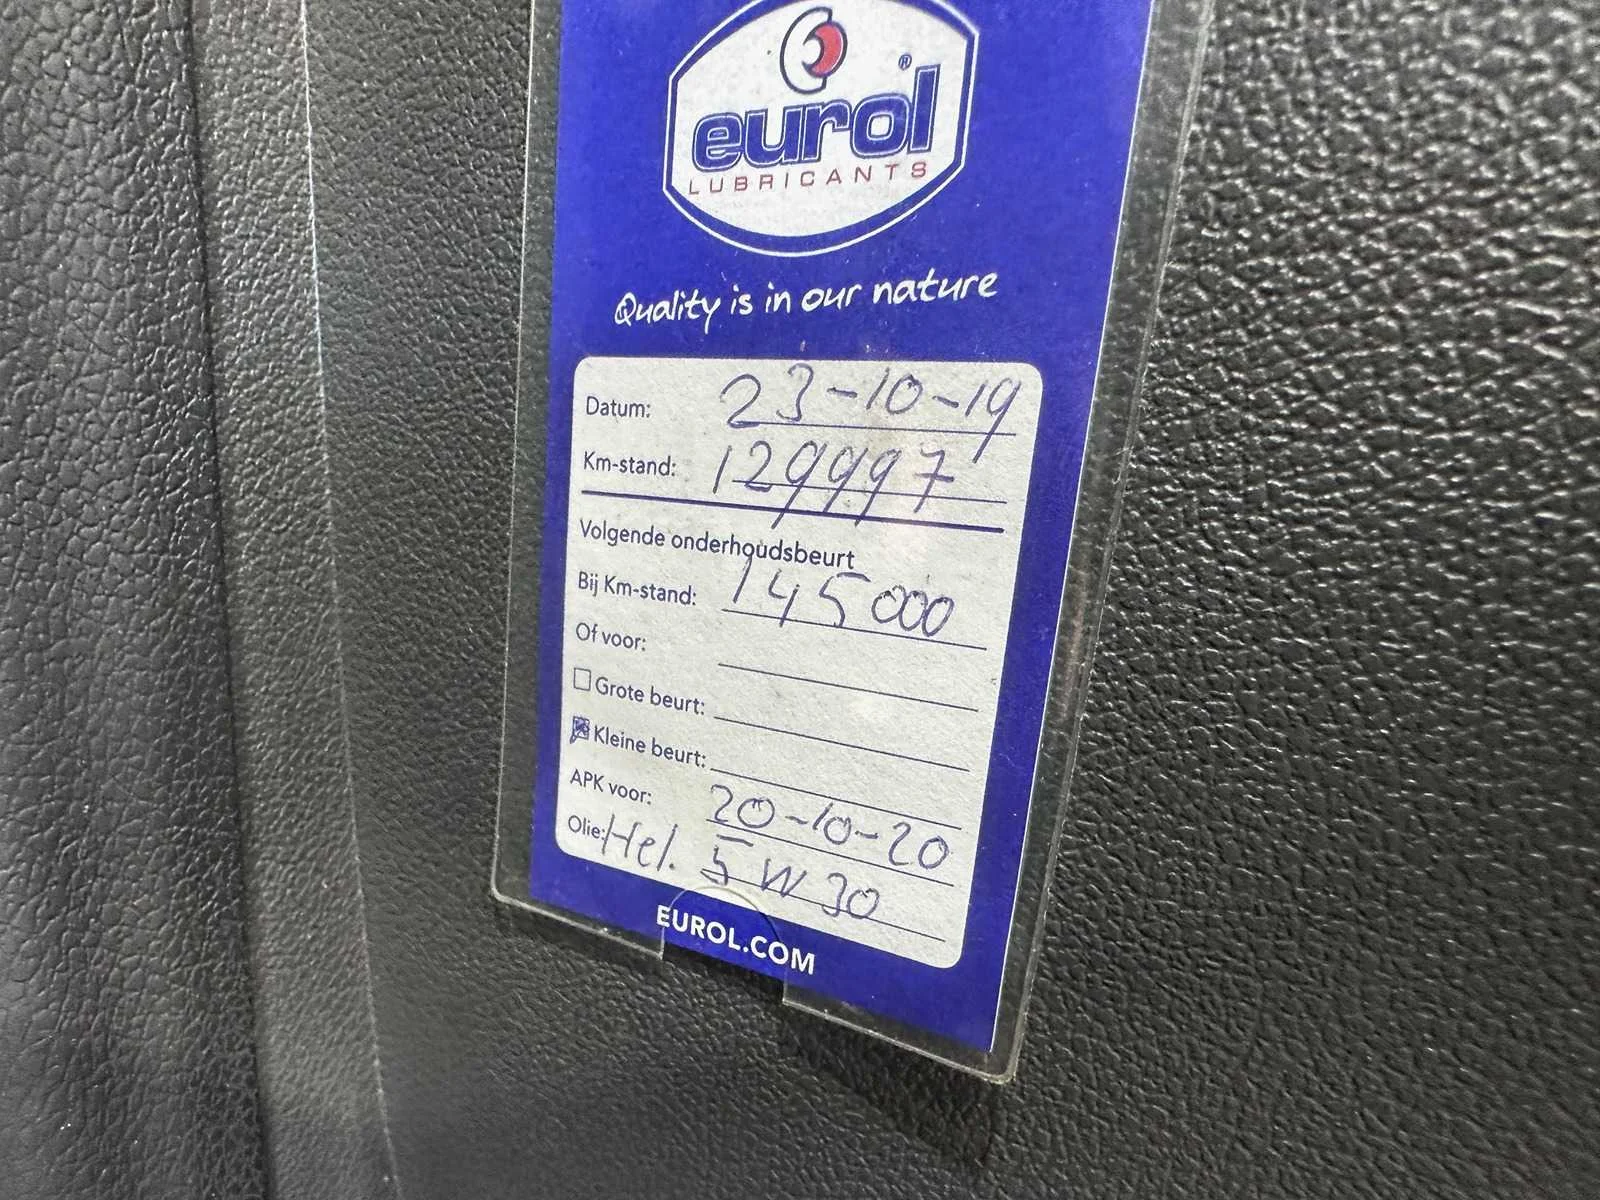 eurol®
LUBRICANTS
Quality is in our nature
Datum: 23-10-19
Km-stand: 129997
Volgende onderhoudsbeurt
Bij Km-stand: 145000
Of voor:
Grote beurt:
Kleine beurt:
APK voor: 20-10-20
Olie: Hel. 5W30
EUROL.COM